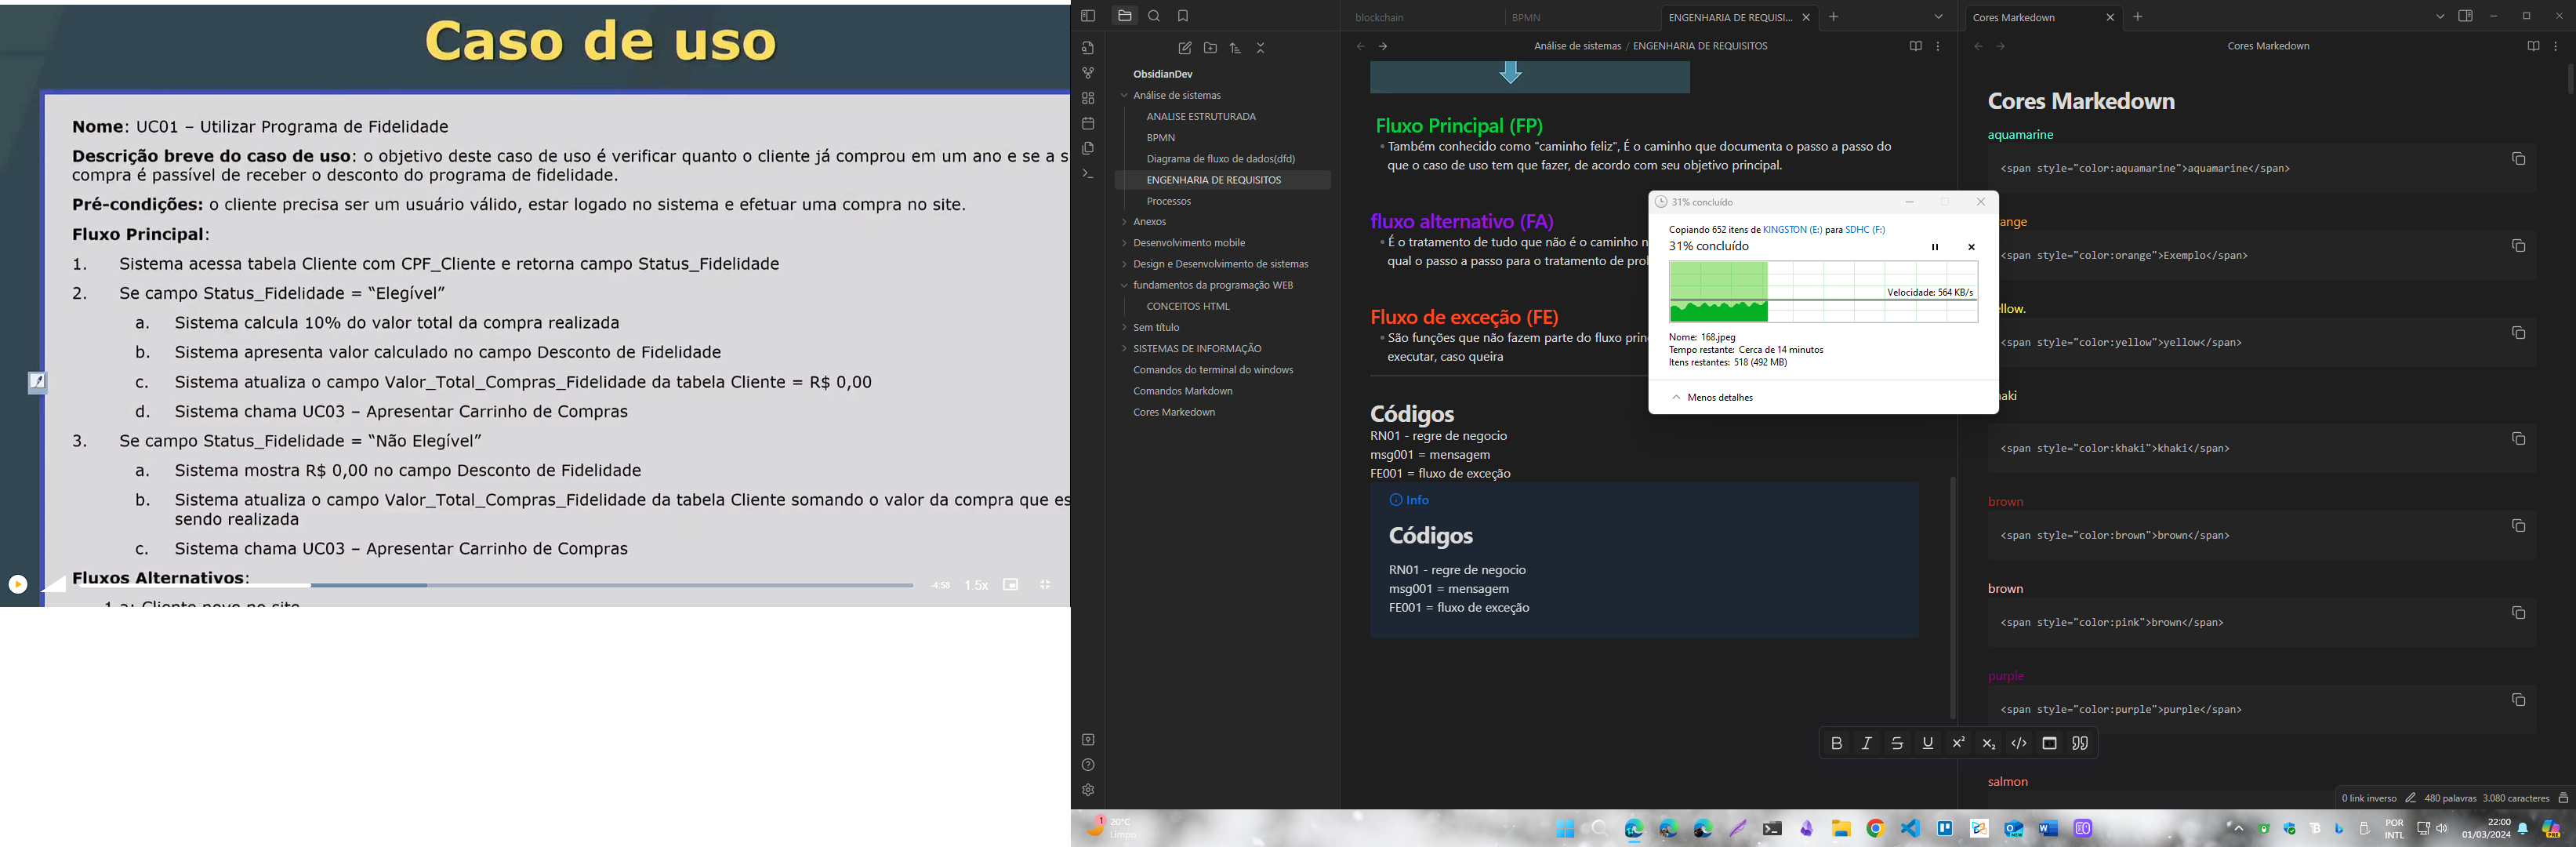 Caso de uso
Nome: UC01 – Utilizar Programa de Fidelidade
Descrição breve do caso de uso: o objetivo deste caso de uso é verificar quanto o cliente já comprou em um ano e se a s
compra é passível de receber o desconto do programa de fidelidade.
Pré-condições: o cliente precisa ser um usuário válido, estar logado no sistema e efetuar uma compra no site.
Fluxo Principal:
1. Sistema acessa tabela Cliente com CPF_Cliente e retorna campo Status_Fidelidade
2. Se campo Status_Fidelidade = “Elegível”
a. Sistema calcula 10% do valor total da compra realizada
b. Sistema apresenta valor calculado no campo Desconto de Fidelidade
c. Sistema atualiza o campo Valor_Total_Compras_Fidelidade da tabela Cliente = R$ 0,00
d. Sistema chama UC03 – Apresentar Carrinho de Compras
3. Se campo Status_Fidelidade = “Não Elegível”
a. Sistema mostra R$ 0,00 no campo Desconto de Fidelidade
b. Sistema atualiza o campo Valor_Total_Compras_Fidelidade da tabela Cliente somando o valor da compra que es
sendo realizada
c. Sistema chama UC03 – Apresentar Carrinho de Compras
Fluxos Alternativos:
1.a: Cliente novo no site
-4:58 1.5x
ObsidianDev
Análise de sistemas
ANALISE ESTRUTURADA
BPMN
Diagrama de fluxo de dados(dfd)
ENGENHARIA DE REQUISITOS
Processos
Anexos
Desenvolvimento mobile
Design e Desenvolvimento de sistemas
fundamentos da programação WEB
CONCEITOS HTML
Sem título
SISTEMAS DE INFORMAÇÃO
Comandos do terminal do windows
Comandos Markdown
Cores Markedown
blockchain
BPMN
ENGENHARIA DE REQUISI...
Análise de sistemas / ENGENHARIA DE REQUISITOS
Fluxo Principal (FP)
Também conhecido como "caminho feliz", É o caminho que documenta o passo a passo do
que o caso de uso tem que fazer, de acordo com seu objetivo principal.
fluxo alternativo (FA)
É o tratamento de tudo que não é o caminho
qual o passo a passo para o tratamento de
Fluxo de exceção (FE)
São funções que não fazem parte do fluxo
executar, caso queira
Códigos
RN01 - regre de negocio
msg001 = mensagem
FE001 = fluxo de exceção
Info
Códigos
RN01 - regre de negocio
msg001 = mensagem
FE001 = fluxo de exceção
31% concluído
Copiando 652 itens de KINGSTON (E:) para SDHC (F:)
31% concluído
Velocidade: 564 KB/s
Nome: 168.jpeg
Tempo restante: Cerca de 14 minutos
Itens restantes: 518 (492 MB)
Menos detalhes
Cores Markedown
Cores Markedown
Cores Markedown
aquamarine
<span style="color:aquamarine">aquamarine</span>
ange
<span style="color:orange">Exemplo</span>
llow.
<span style="color:yellow">yellow</span>
aki
<span style="color:khaki">khaki</span>
brown
<span style="color:brown">brown</span>
brown
<span style="color:pink">brown</span>
purple
<span style="color:purple">purple</span>
salmon
0 link inverso 480 palavras 3.080 caracteres
1
20°C
Limpo
POR
INTL
22:00
01/03/2024